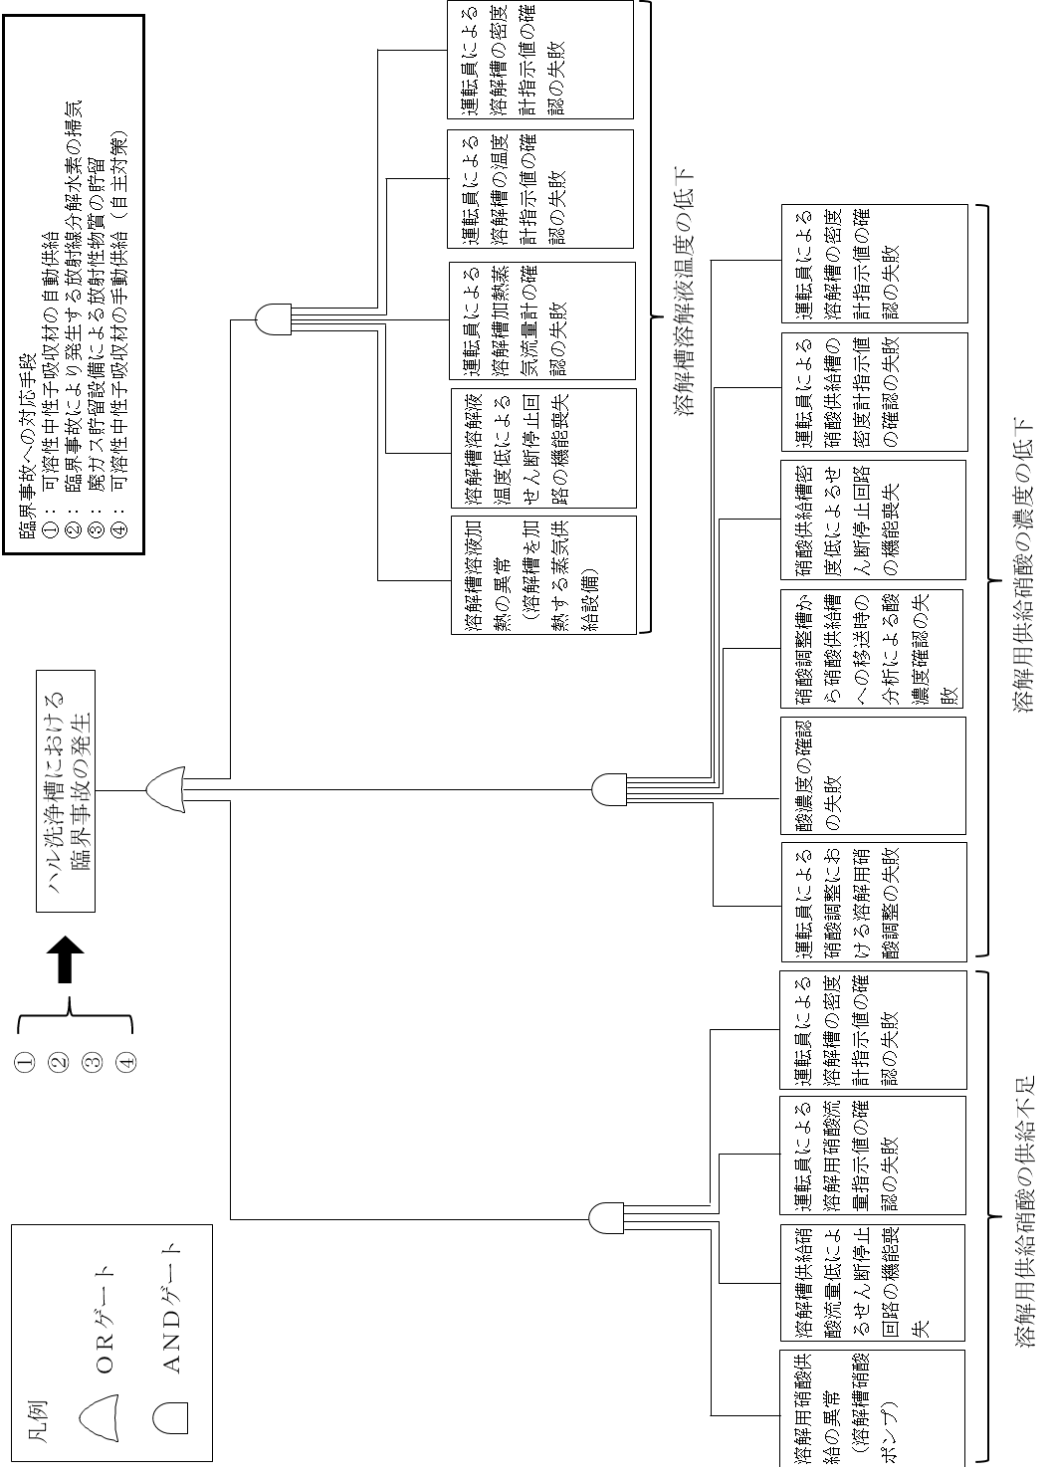 凡例
ORゲート
ANDゲート
①
②
③
④
ハル洗浄槽における
臨界事故の発生
臨界事故への対応手段
①：可溶性中性子吸収材の自動供給
②：臨界事故により発生する放射線分解水素の掃気
③：廃ガス貯留設備による放射性物質の貯留
④：可溶性中性子吸収材の手動供給（自主対策）
溶解用硝酸供
給の異常
（溶解槽硝酸
ポンプ）
溶解槽供給硝
酸流量低によ
るせん断停止
回路の機能喪
失
運転員による
溶解用硝酸流
量指示値の確
認の失敗
運転員による
溶解槽の密度
計指示値の確
認の失敗
溶解用供給硝酸の供給不足
運転員による
硝酸調整にお
ける溶解用硝
酸調整の失敗
酸濃度の確認
の失敗
硝酸調整槽か
ら硝酸供給槽
への移送時の
分析による酸
濃度確認の失
敗
硝酸供給槽密
度低によるせ
ん断停止回路
の機能喪失
運転員による
硝酸供給槽の
密度計指示値
の確認の失敗
運転員による
溶解槽の密度
計指示値の確
認の失敗
溶解用供給硝酸の濃度の低下
溶解槽溶液加
熱の異常
（溶解槽を加
熱する蒸気供
給設備）
溶解槽溶解液
温度低による
せん断停止回
路の機能喪失
運転員による
溶解槽加熱蒸
気流量計の確
認の失敗
運転員による
溶解槽の温度
計指示値の確
認の失敗
運転員による
溶解槽の密度
計指示値の確
認の失敗
溶解槽溶解液温度の低下